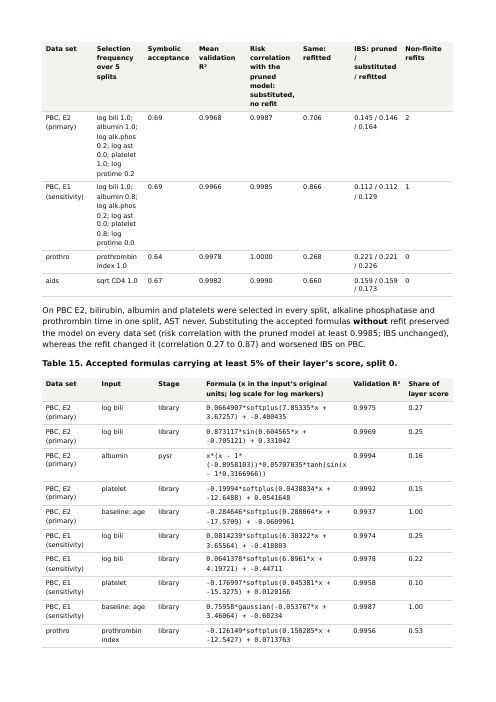 Data set Selection frequency over 5 splits Symbolic acceptance Mean validation R² Risk correlation with the pruned model: substituted, no refit Same: refitted IBS: pruned / substituted / refitted Non-finite refits
PBC, E2 (primary) log bili 1.0; albumin 1.0; log alk.phos 0.2; log ast 0.0; platelet 1.0; log protime 0.2 0.69 0.9968 0.9987 0.706 0.145 / 0.146 / 0.164 2
PBC, E1 (sensitivity) log bili 1.0; albumin 0.8; log alk.phos 0.2; log ast 0.0; platelet 0.8; log protime 0.0 0.69 0.9966 0.9985 0.866 0.112 / 0.112 / 0.129 1
prothro prothrombin index 1.0 0.64 0.9978 1.0000 0.268 0.221 / 0.221 / 0.226 0
aids sqrt CD4 1.0 0.67 0.9982 0.9990 0.660 0.159 / 0.159 / 0.173 0
On PBC E2, bilirubin, albumin and platelets were selected in every split, alkaline phosphatase and
prothrombin time in one split, AST never. Substituting the accepted formulas without refit preserved
the model on every data set (risk correlation with the pruned model at least 0.9985; IBS unchanged),
whereas the refit changed it (correlation 0.27 to 0.87) and worsened IBS on PBC.
Table 15. Accepted formulas carrying at least 5% of their layer's score, split 0.
Data set Input Stage Formula (x in the input's original units; log scale for log markers) Validation R² Share of layer score
PBC, E2 (primary) log bili library 0.0664907*softplus(7.85335*x + 3.67257) + -0.400435 0.9975 0.27
PBC, E2 (primary) log bili library 0.873117*sin(0.604565*x + -0.705121) + 0.331042 0.9969 0.25
PBC, E2 (primary) albumin pysr x*(x - 1*(-0.8958103))*0.05707035*tanh(sin(x - 1*0.3166966)) 0.9994 0.16
PBC, E2 (primary) platelet library -0.19994*softplus(0.0438834*x + -12.6488) + 0.0541648 0.9992 0.15
PBC, E2 (primary) baseline: age library -0.284646*softplus(0.280064*x + -17.5709) + -0.0609961 0.9937 1.00
PBC, E1 (sensitivity) log bili library 0.0814239*softplus(6.30322*x + 3.65564) + -0.418803 0.9974 0.25
PBC, E1 (sensitivity) log bili library 0.0641378*softplus(6.8961*x + 4.19721) + -0.44711 0.9978 0.22
PBC, E1 (sensitivity) platelet library -0.176997*softplus(0.045381*x + -15.3275) + 0.0120166 0.9958 0.10
PBC, E1 (sensitivity) baseline: age library 0.75958*gaussian(-0.053767*x + 3.46064) + -0.60234 0.9987 1.00
prothro prothrombin index library -0.126149*softplus(0.150285*x + -12.5427) + 0.0713763 0.9956 0.53